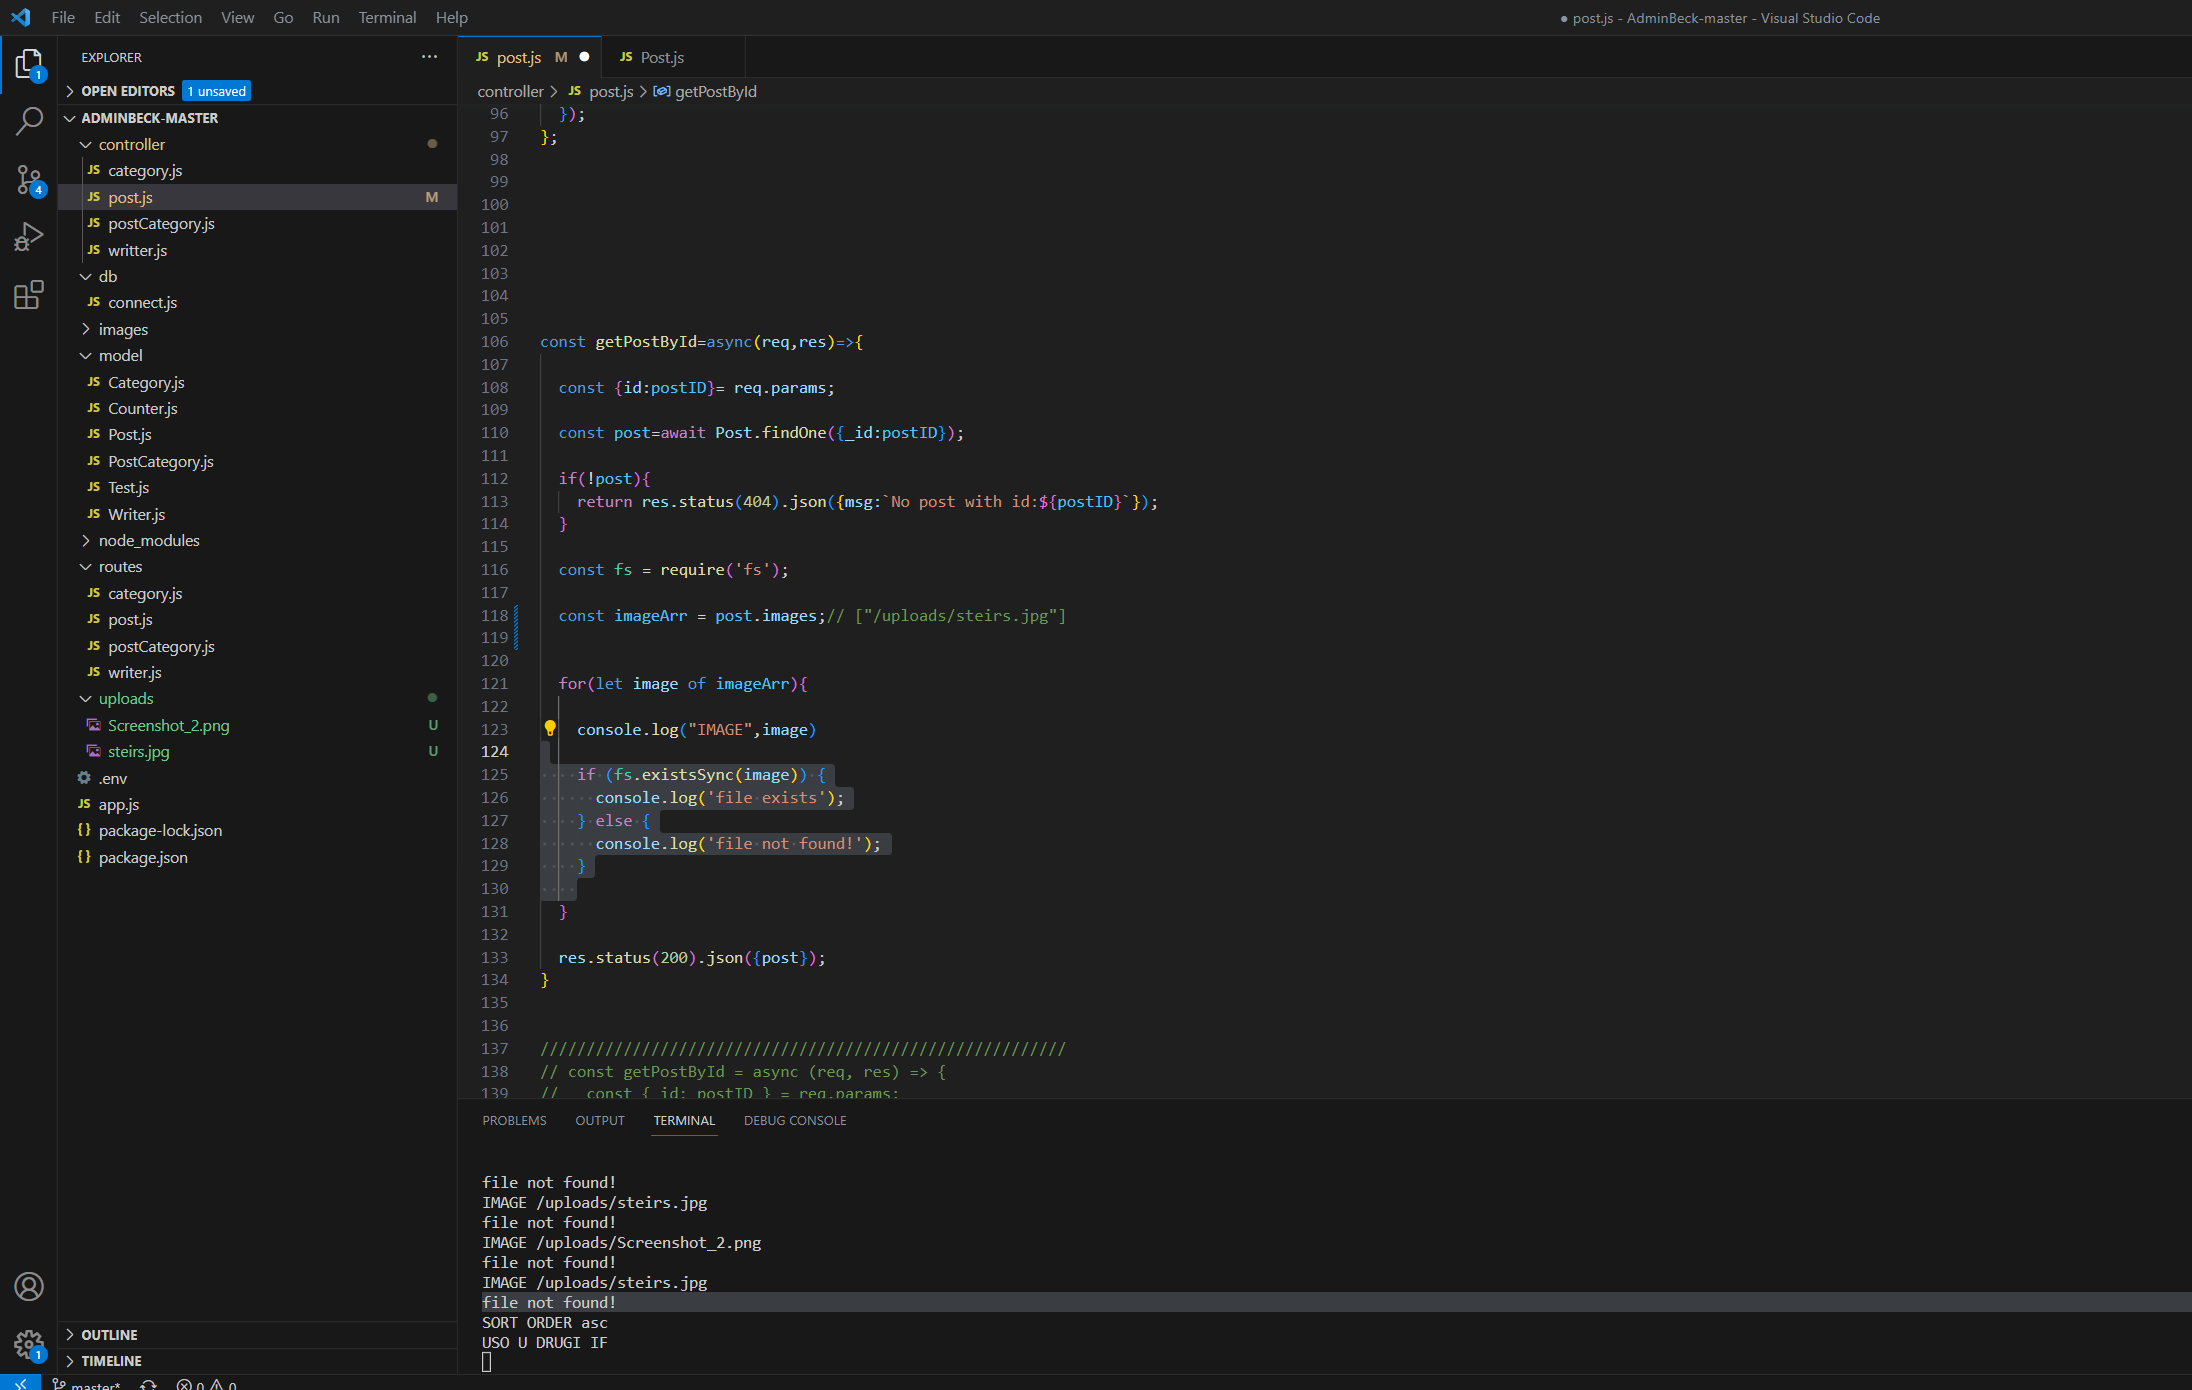 File Edit Selection View Go Run Terminal Help
● post.js - AdminBeck-master - Visual Studio Code
EXPLORER
OPEN EDITORS 1 unsaved
ADMINBECK-MASTER
controller
JS category.js
JS post.js M
JS postCategory.js
JS writter.js
db
JS connect.js
images
model
JS Category.js
JS Counter.js
JS Post.js
JS PostCategory.js
JS Test.js
JS Writer.js
node_modules
routes
JS category.js
JS post.js
JS postCategory.js
JS writer.js
uploads
Screenshot_2.png U
steirs.jpg U
.env
JS app.js
{} package-lock.json
{} package.json
OUTLINE
TIMELINE
1
4
1
JS post.js M
JS Post.js
controller > JS post.js > getPostById
96 });
97 };
98
99
100
101
102
103
104
105
106 const getPostById=async(req,res)=>{
107
108 const {id:postID}= req.params;
109
110 const post=await Post.findOne({_id:postID});
111
112 if(!post){
113 return res.status(404).json({msg:`No post with id:${postID}`});
114 }
115
116 const fs = require('fs');
117
118 const imageArr = post.images;// ["/uploads/steirs.jpg"]
119
120
121 for(let image of imageArr){
122
123 console.log("IMAGE",image)
124
125 if (fs.existsSync(image)) {
126 console.log('file exists');
127 } else {
128 console.log('file not found!');
129 }
130
131 }
132
133 res.status(200).json({post});
134 }
135
136
137 /////////////////////////////////////////////////////////
138 // const getPostById = async (req, res) => {
139 // const { id: postID } = req.params;
PROBLEMS OUTPUT TERMINAL DEBUG CONSOLE
file not found!
IMAGE /uploads/steirs.jpg
file not found!
IMAGE /uploads/Screenshot_2.png
file not found!
IMAGE /uploads/steirs.jpg
file not found!
SORT ORDER asc
USO U DRUGI IF
master* 0 0